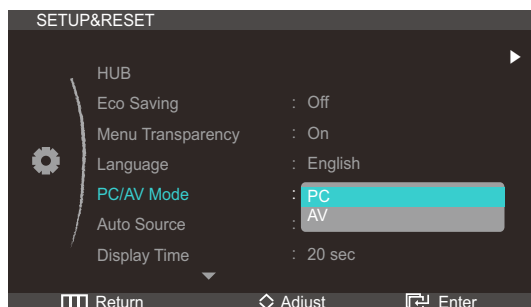 SETUP&RESET
HUB
Eco Saving : Off
Menu Transparency : On
Language : English
PC/AV Mode : PC
AV
Auto Source :
Display Time : 20 sec
Return Adjust Enter